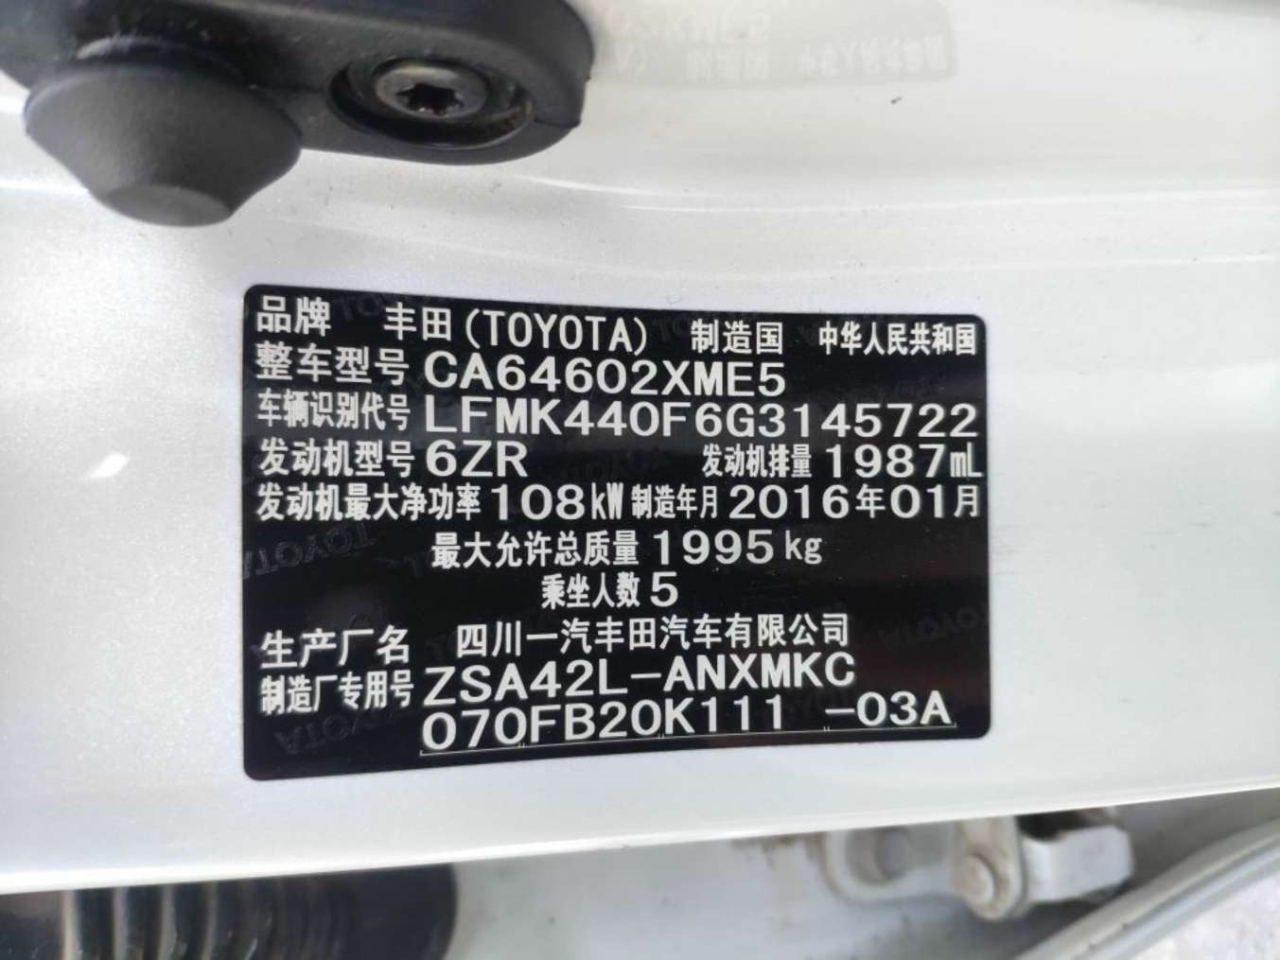 品牌 丰田(TOYOTA) 制造国 中华人民共和国
整车型号 CA64602XME5
车辆识别代号 LFMK440F6G3145722
发动机型号 6ZR 发动机排量 1987mL
发动机最大净功率 108kW 制造年月 2016年01月
最大允许总质量 1995kg
乘坐人数 5
生产厂名 四川一汽丰田汽车有限公司
制造厂专用号 ZSA42L-ANXMKC
070FB20K111 -03A